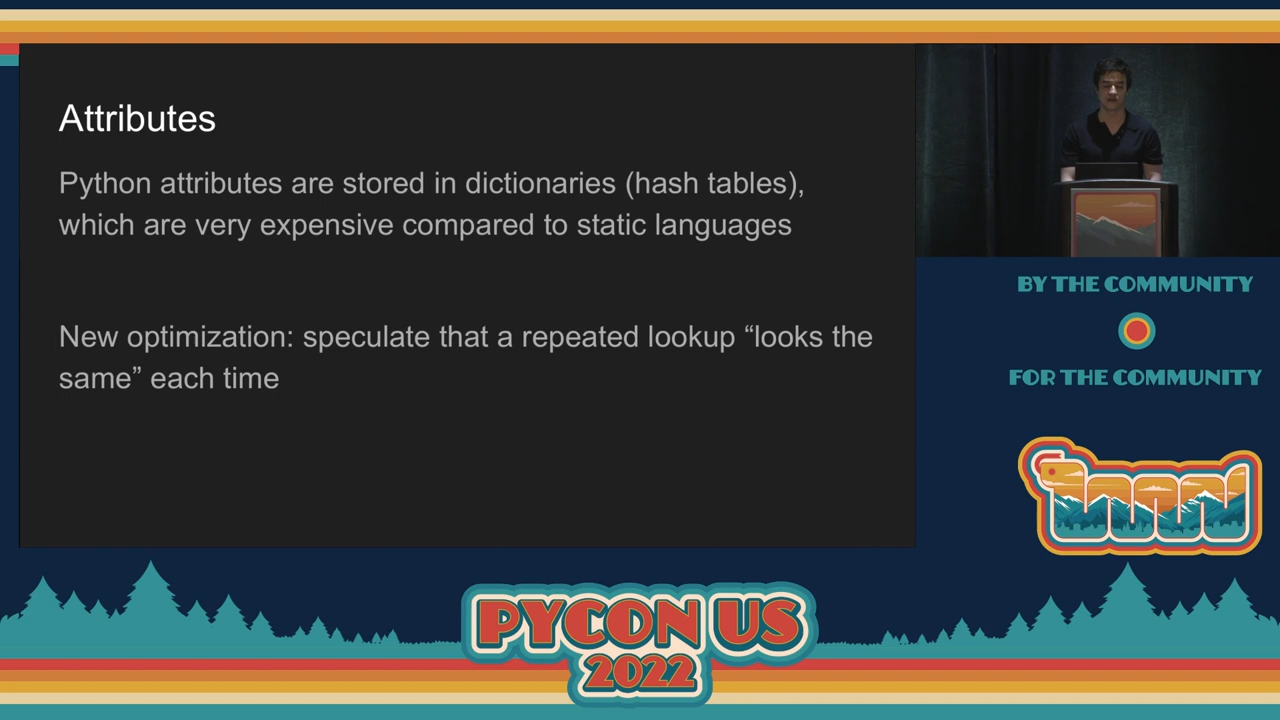 Attributes
Python attributes are stored in dictionaries (hash tables),
which are very expensive compared to static languages
New optimization: speculate that a repeated lookup “looks the
same” each time
BY THE COMMUNITY
FOR THE COMMUNITY
PYCON US
2022